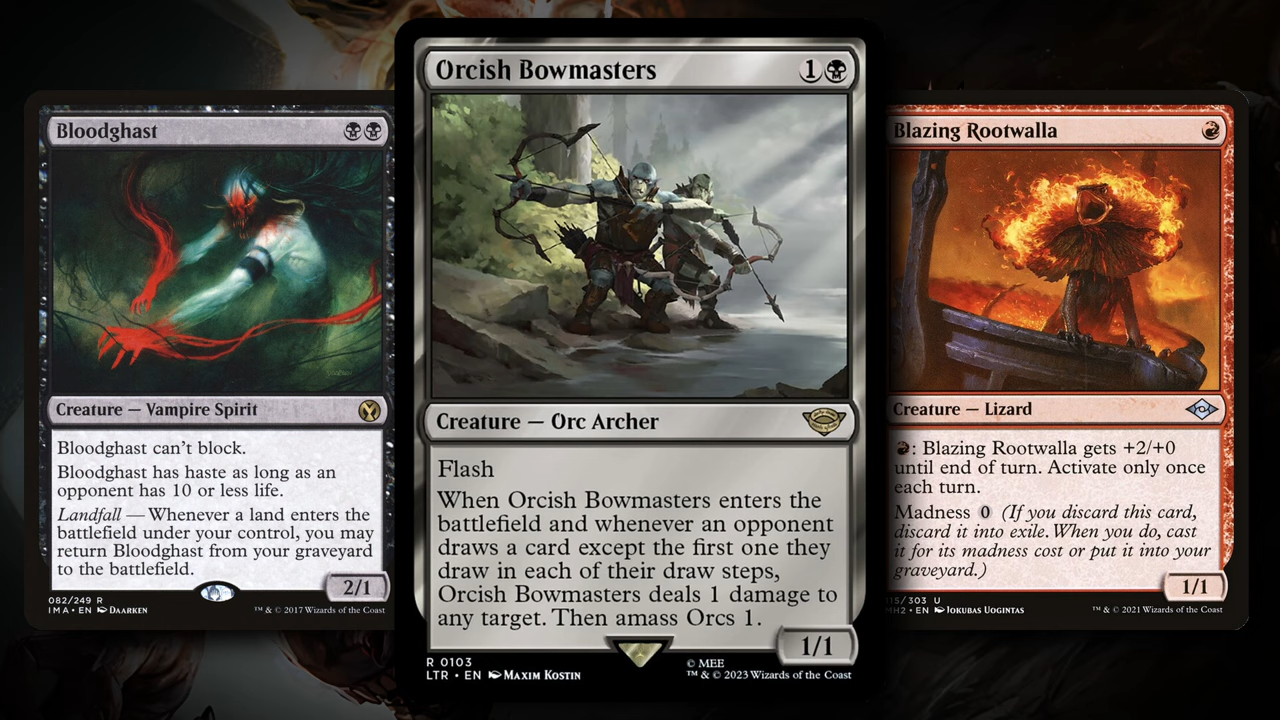 Bloodghast
Creature — Vampire Spirit
Bloodghast can't block.
Bloodghast has haste as long as an
opponent has 10 or less life.
Landfall — Whenever a land enters the
battlefield under your control, you may
return Bloodghast from your graveyard
to the battlefield.
2/1
082/249 R
IMA • EN DAARKEN
™ & © 2017 Wizards of the Coast
Orcish Bowmasters 1
Creature — Orc Archer
Flash
When Orcish Bowmasters enters the
battlefield and whenever an opponent
draws a card except the first one they
draw in each of their draw steps,
Orcish Bowmasters deals 1 damage to
any target. Then amass Orcs 1.
1/1
R 0103
LTR • EN MAXIM KOSTIN
© MEE
™ & © 2023 Wizards of the Coast
Blazing Rootwalla
Creature — Lizard
: Blazing Rootwalla gets +2/+0
until end of turn. Activate only once
each turn.
Madness 0 (If you discard this card,
discard it into exile. When you do, cast
it for its madness cost or put it into your
graveyard.)
1/1
15/303 U
MH2 • EN JOKUBAS UOGINTAS
™ & © 2021 Wizards of the Coast